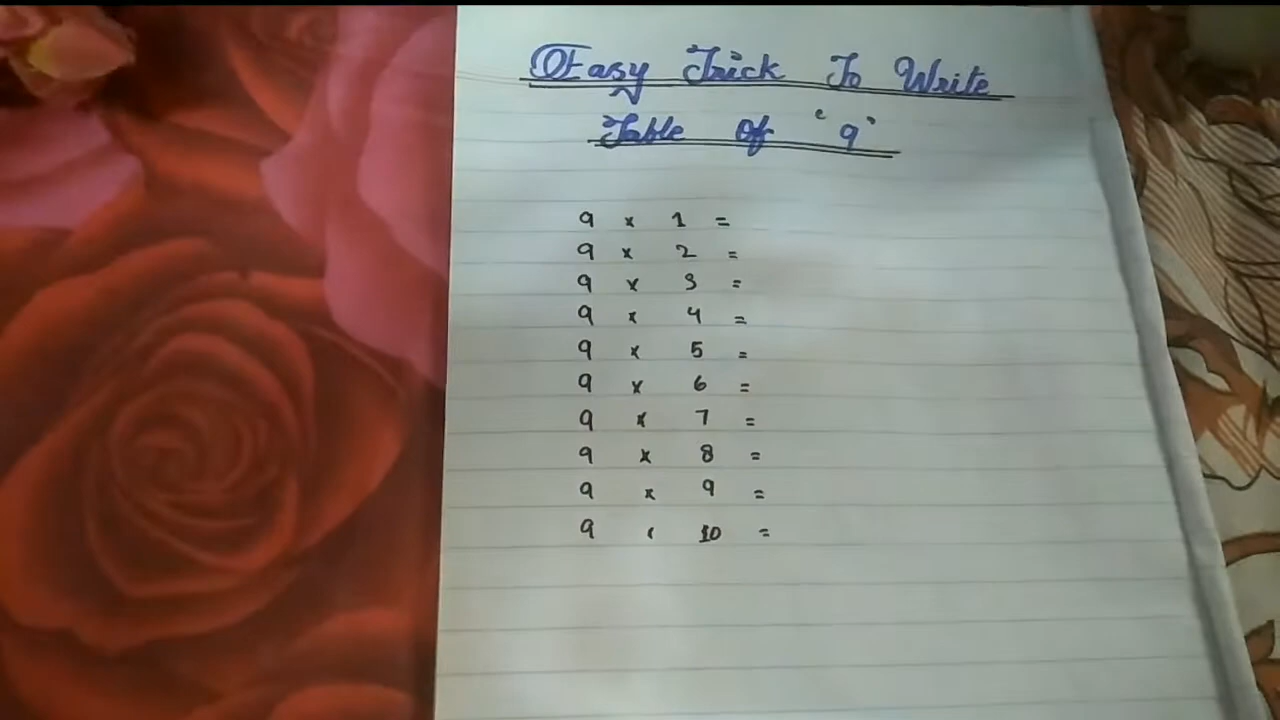 Easy Trick To Write
Table Of '9'
9 × 1 =
9 × 2 =
9 × 3 =
9 × 4 =
9 × 5 =
9 × 6 =
9 × 7 =
9 × 8 =
9 × 9 =
9 × 10 =